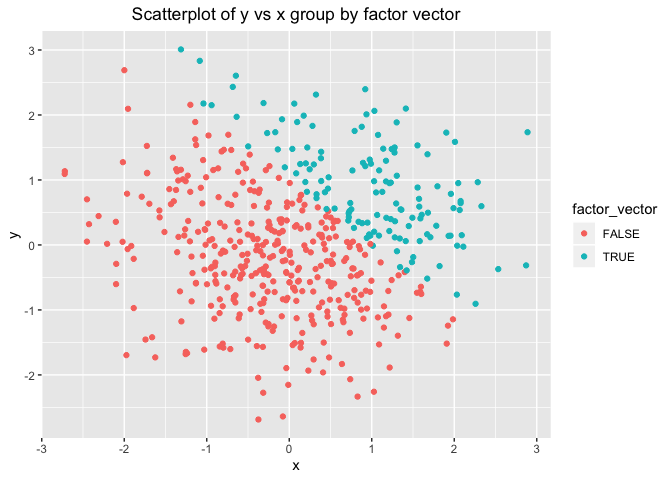 Scatterplot of y vs x group by factor vector
3
2
1
0
-1
-2
y
-3
-2
-1
0
1
2
3
x
factor_vector
FALSE
TRUE